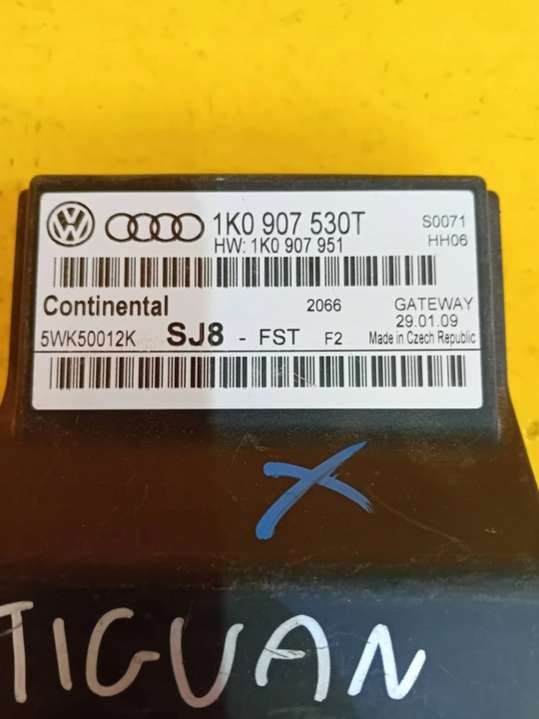 1K0 907 530T S0071
HW: 1K0 907 951 HH06
Continental 2066 GATEWAY
29.01.09
5WK50012K SJ8 - FST F2 Made in Czech Republic
TIGUAN